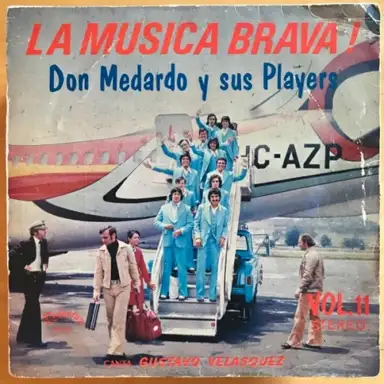 LA MUSICA BRAVA!
Don Medardo y sus Players
HC-AZP
VOL. 11
STEREO
CANTA GUSTAVO VELASQUEZ